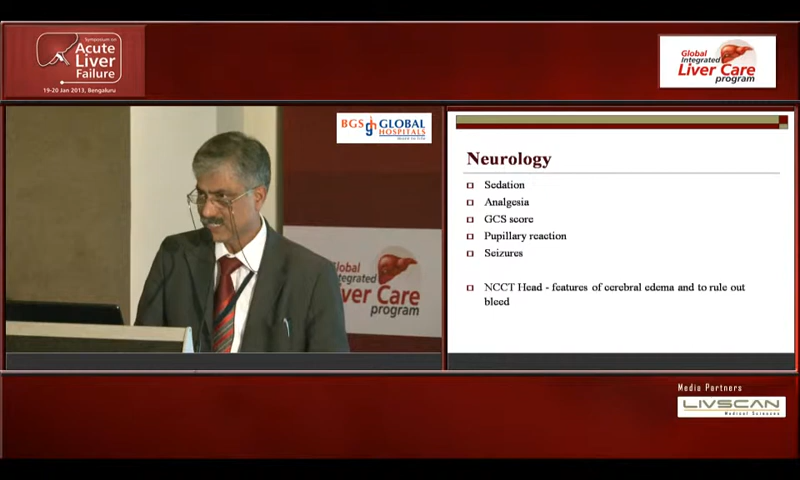 Symposium on
Acute
Liver
Failure
19-20 Jan 2013, Bengaluru
Global
Integrated
Liver Care
program
BGS GLOBAL
HOSPITALS
Global
Integrated
Liver Care
program
Neurology
Sedation
Analgesia
GCS score
Pupillary reaction
Seizures
NCCT Head - features of cerebral edema and to rule out
bleed
Media Partners
LIVSCAN
Medical Sciences